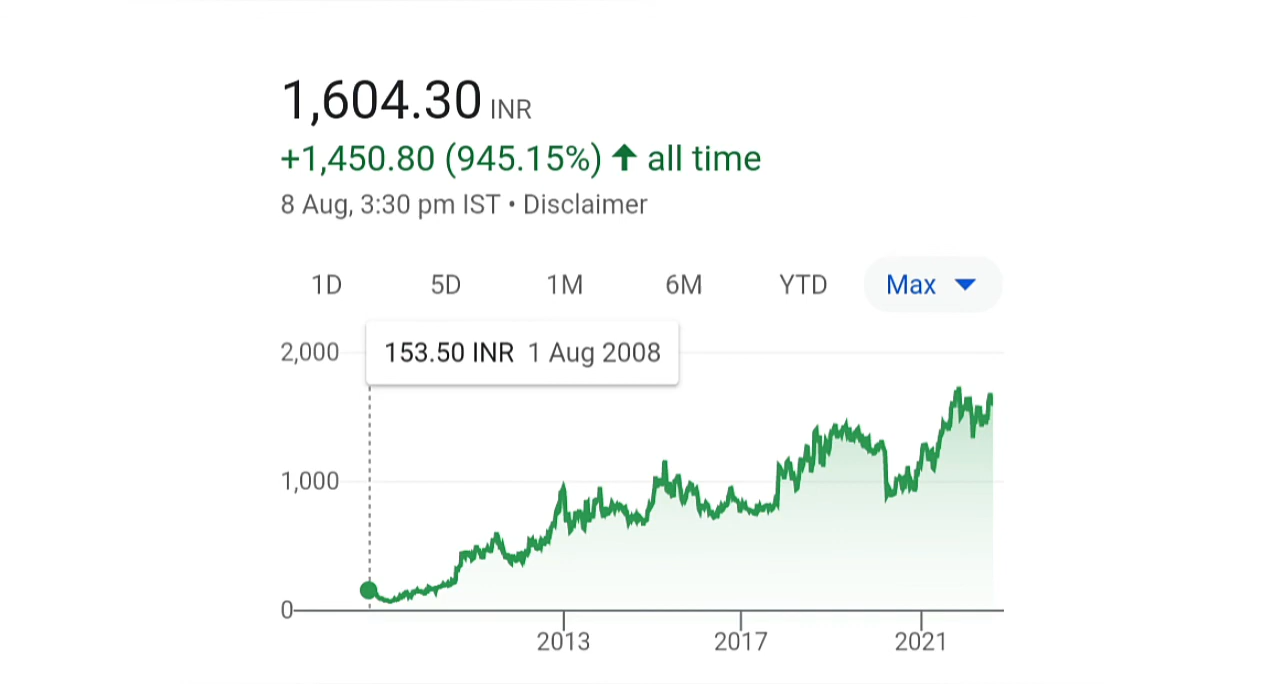 1,604.30 INR
+1,450.80 (945.15%) ↑ all time
8 Aug, 3:30 pm IST • Disclaimer
1D 5D 1M 6M YTD Max
2,000 153.50 INR 1 Aug 2008
1,000
0
2013 2017 2021